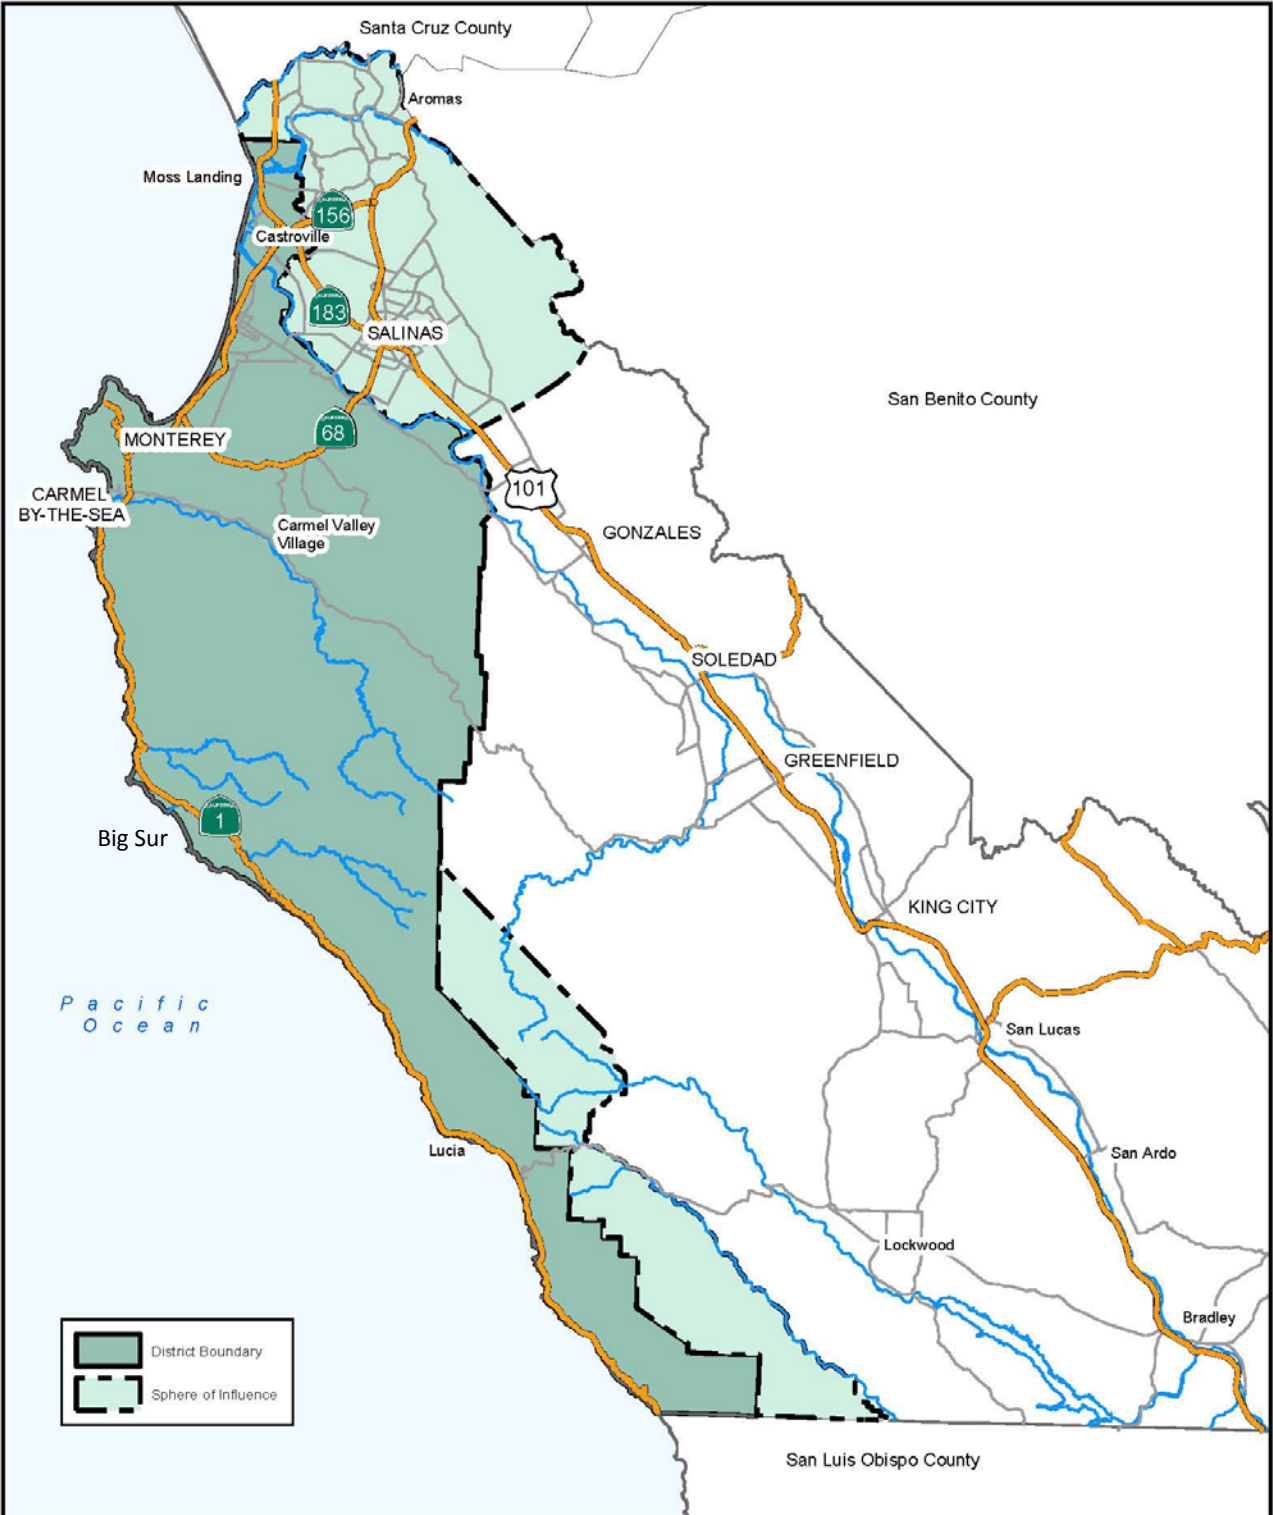 Santa Cruz County
Aromas
Moss Landing
156
Castroville
183
SALINAS
San Benito County
68
MONTEREY
101
CARMEL
BY-THE-SEA
Carmel Valley
Village
GONZALES
SOLEDAD
GREENFIELD
1
Big Sur
KING CITY
Pacific
Ocean
San Lucas
Lucia
San Ardo
Lockwood
Bradley
District Boundary
Sphere of Influence
San Luis Obispo County